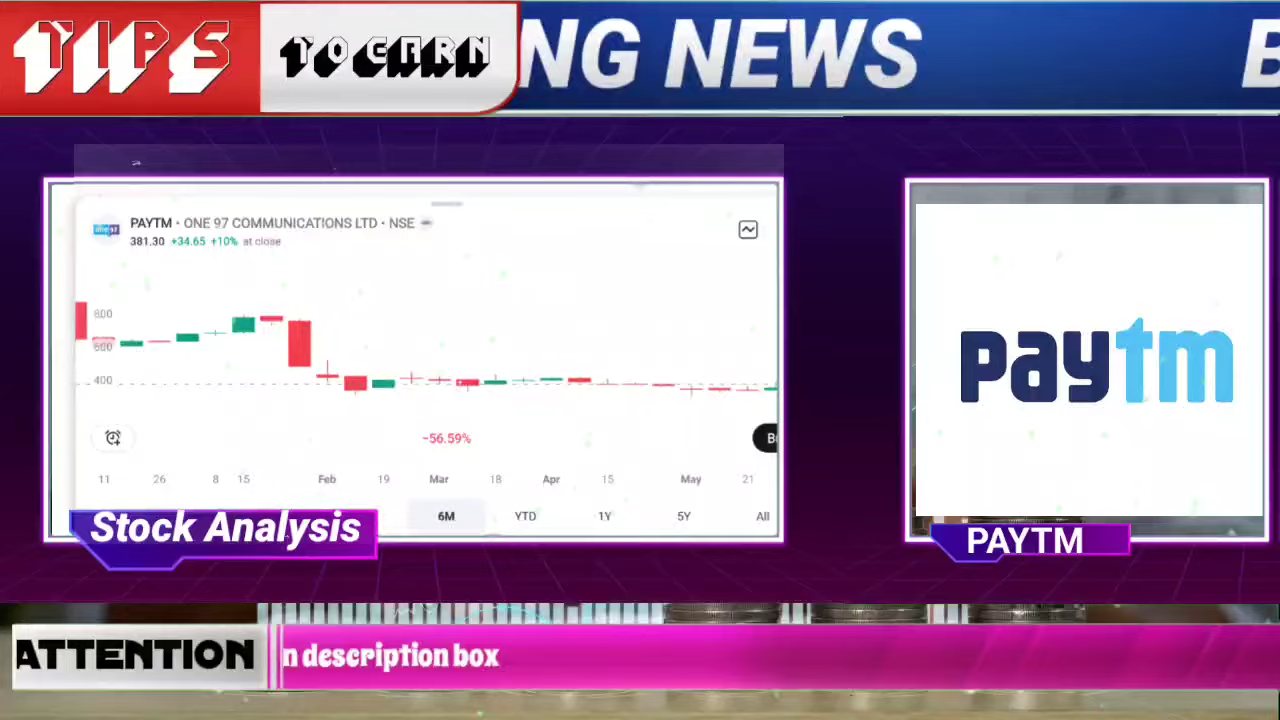 TIPS
TO EARN
NG NEWS
B
PAYTM • ONE 97 COMMUNICATIONS LTD • NSE
one97
381.30 +34.65 +10% at close
800
600
400
-56.59%
B
11 26 8 15 Feb 19 Mar 18 Apr 15 May 21
6M YTD 1Y 5Y All
Stock Analysis
paytm
PAYTM
ATTENTION
n description box